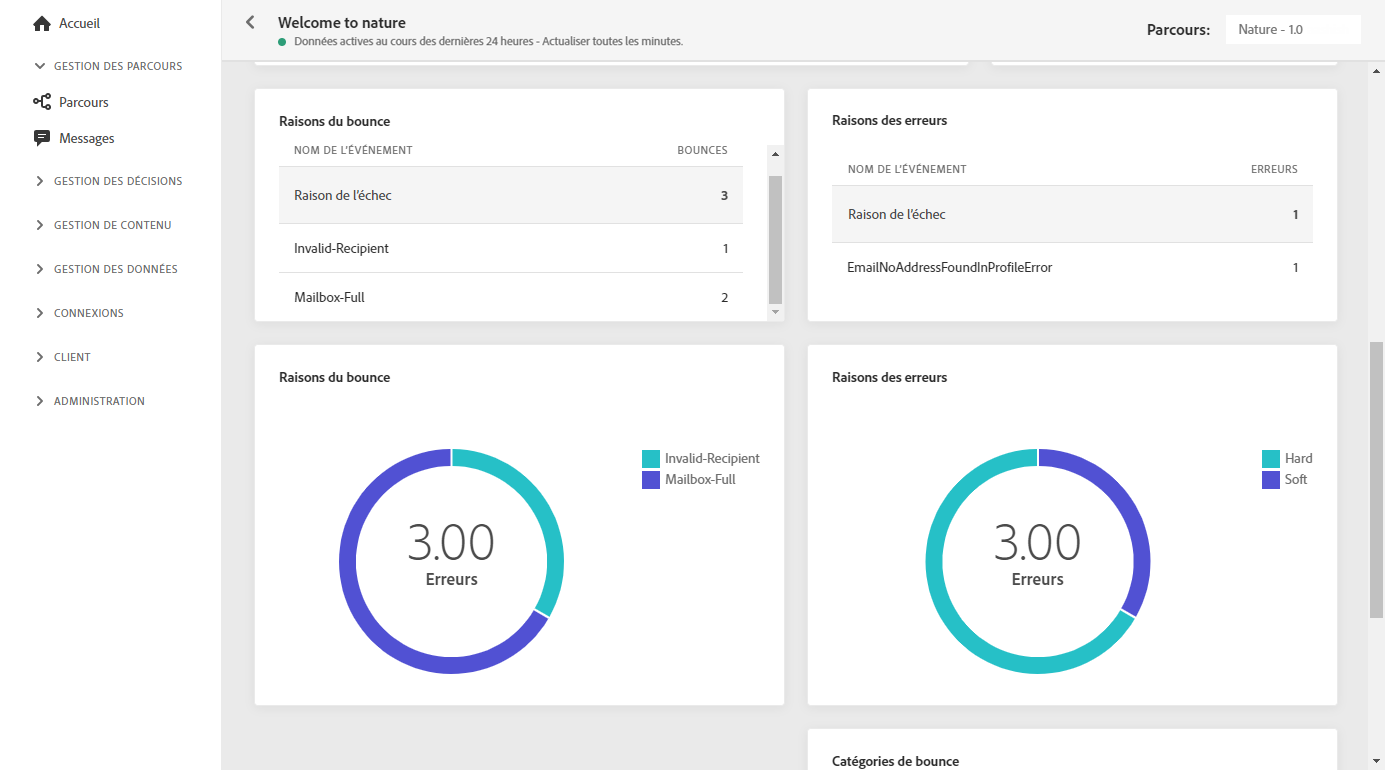 Accueil
GESTION DES PARCOURS
Parcours
Messages
GESTION DES DÉCISIONS
GESTION DE CONTENU
GESTION DES DONNÉES
CONNEXIONS
CLIENT
ADMINISTRATION
Welcome to nature
Données actives au cours des dernières 24 heures - Actualiser toutes les minutes.
Parcours: Nature - 1.0
Raisons du bounce
NOM DE L'ÉVÉNEMENT BOUNCES
Raison de l'échec 3
Invalid-Recipient 1
Mailbox-Full 2
Raisons des erreurs
NOM DE L'ÉVÉNEMENT ERREURS
Raison de l'échec 1
EmailNoAddressFoundInProfileError 1
Raisons du bounce
Invalid-Recipient
Mailbox-Full
3.00
Erreurs
Raisons des erreurs
Hard
Soft
3.00
Erreurs
Catégories de bounce